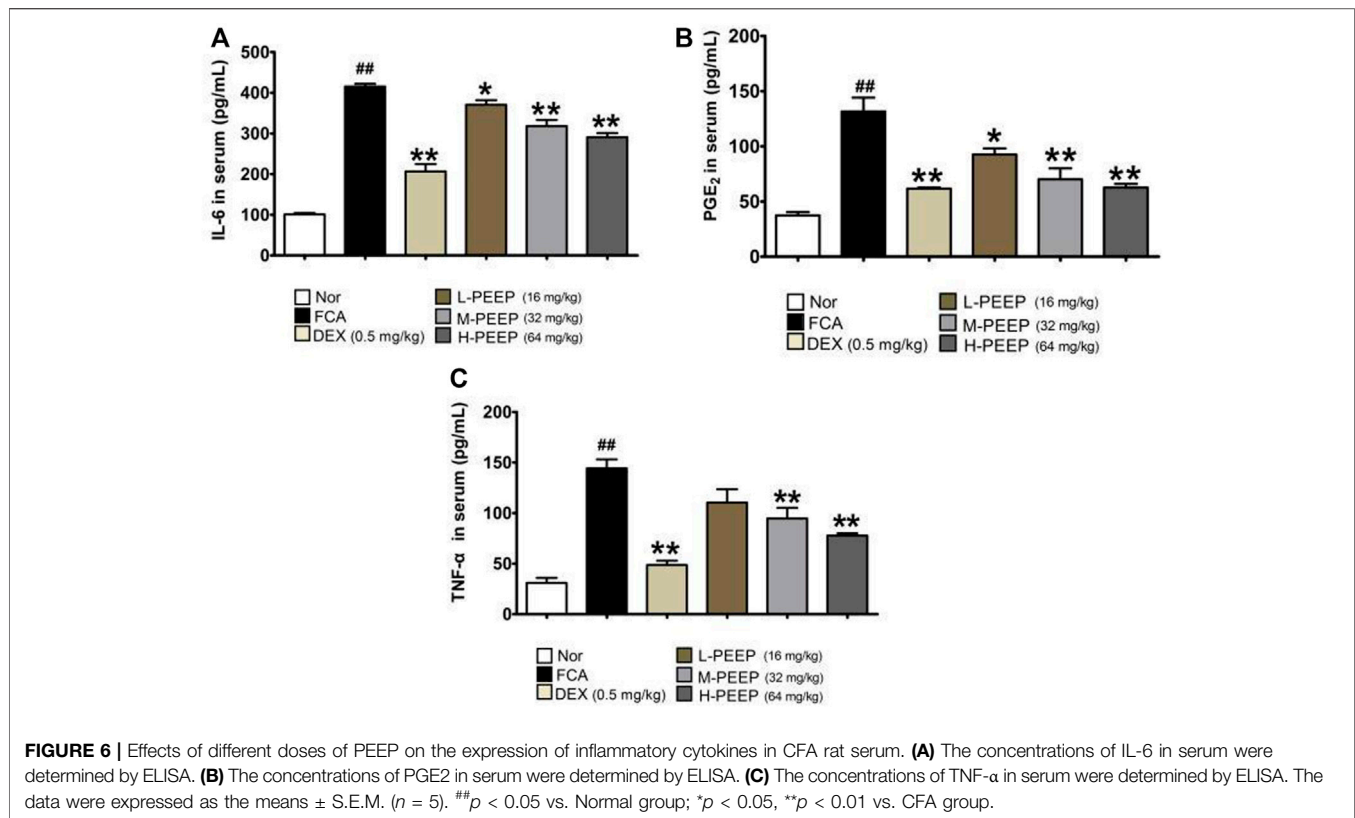 A
IL-6 in serum (pg/mL)
500
400
300
200
100
0
##
**
*
**
**
Nor
FCA
DEX (0.5 mg/kg)
L-PEEP (16 mg/kg)
M-PEEP (32 mg/kg)
H-PEEP (64 mg/kg)
B
PGE2 in serum (pg/mL)
200
150
100
50
0
##
**
*
**
**
Nor
FCA
DEX (0.5 mg/kg)
L-PEEP (16 mg/kg)
M-PEEP (32 mg/kg)
H-PEEP (64 mg/kg)
C
TNF-α in serum (pg/mL)
200
150
100
50
0
##
**
**
**
Nor
FCA
DEX (0.5 mg/kg)
L-PEEP (16 mg/kg)
M-PEEP (32 mg/kg)
H-PEEP (64 mg/kg)
FIGURE 6 | Effects of different doses of PEEP on the expression of inflammatory cytokines in CFA rat serum. (A) The concentrations of IL-6 in serum were
determined by ELISA. (B) The concentrations of PGE2 in serum were determined by ELISA. (C) The concentrations of TNF-α in serum were determined by ELISA. The
data were expressed as the means ± S.E.M. (n = 5). ##p < 0.05 vs. Normal group; *p < 0.05, **p < 0.01 vs. CFA group.